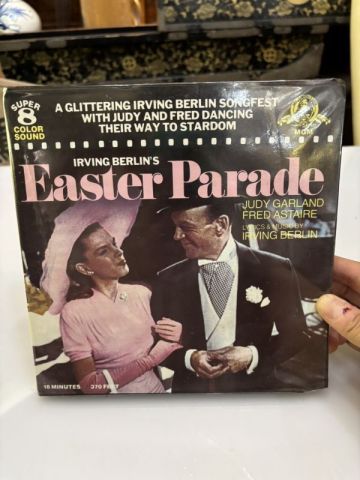 SUPER
8
COLOR
SOUND
A GLITTERING IRVING BERLIN SONGFEST
WITH JUDY AND FRED DANCING
THEIR WAY TO STARDOM
MGM
IRVING BERLIN'S
Easter Parade
JUDY GARLAND
FRED ASTAIRE
LYRICS & MUSIC BY
IRVING BERLIN
18 MINUTES 370 FEET